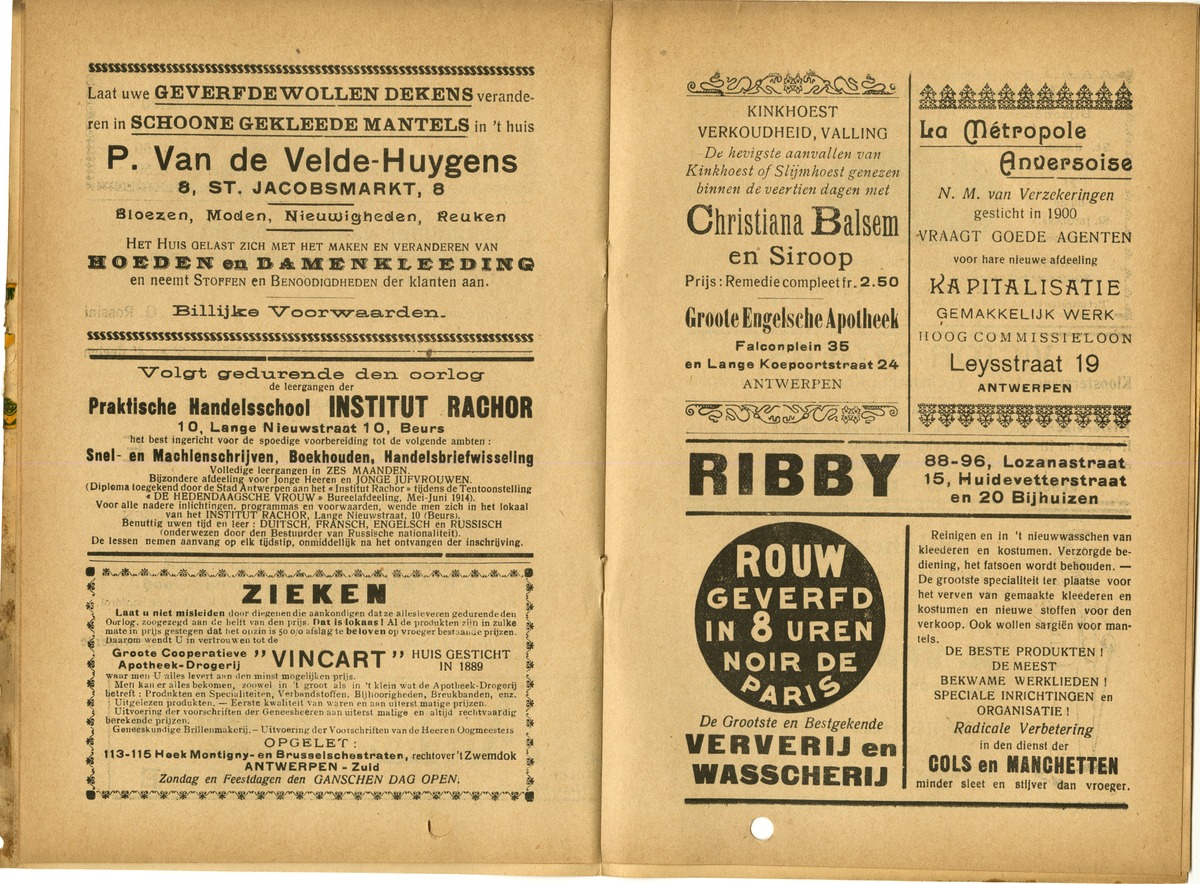 Laat uwe GEVERFDE WOLLEN DEKENS verande-
ren in SCHOONE GEKLEEDE MANTELS in 't huis
P. Van de Velde-Huygens
8, ST. JACOBSMARKT, 8
Bloezen, Moden, Nieuwigheden, Reuken
HET HUIS GELAST ZICH MET HET MAKEN EN VERANDEREN VAN
HOEDEN en DAMENKLEEDING
en neemt STOFFEN en BENOODIGDHEDEN der klanten aan.
Billijke Voorwaarden.
Volgt gedurende den oorlog
de leergangen der
Praktische Handelsschool INSTITUT RACHOR
10, Lange Nieuwstraat 10, Beurs
het best ingericht voor de spoedige voorbereiding tot de volgende ambten :
Snel- en Machienschrijven, Boekhouden, Handelsbriefwisseling
Volledige leergangen in ZES MAANDEN.
Bijzondere afdeeling voor Jonge Heeren en JONGE JUFVROUWEN.
(Diploma toegekend door de Stad Antwerpen aan het « Institut Rachor » tijdens de Tentoonstelling
« DE HEDENDAAGSCHE VROUW » Bureelafdeeling, Mei-Juni 1914).
Voor alle nadere inlichtingen, programmas en voorwaarden, wende men zich in het lokaal
van het INSTITUT RACHOR, Lange Nieuwstraat, 10 (Beurs).
Benuttig uwen tijd en leer : DUITSCH, FRANSCH, ENGELSCH en RUSSISCH
(onderwezen door den Bestuurder van Russische nationaliteit).
De lessen nemen aanvang op elk tijdstip, onmiddelijk na het ontvangen der inschrijving.
ZIEKEN
Laat u niet misleiden door diegenen die aankondigen dat ze alles leveren gedurende den
Oorlog, zoogezegd aan de helft van den prijs. Dat is lokaas ! Al de produkten zijn in zulke
mate in prijs gestegen dat het onzin is 50 o/o afslag te beloven op vroeger bestaande prijzen.
Daarom wendt U in vertrouwen tot de
Groote Cooperatieve
Apotheek-Drogerij
" VINCART "
HUIS GESTICHT
IN 1889
waar men U alles levert aan den minst mogelijken prijs.
Men kan er alles bekomen, zoowel in 't groot als in 't klein wat de Apotheek-Drogerij
betreft : Produkten en Specialiteiten, Verbandstoffen, Bijhoorigheden, Breukbanden, enz.
Uitgelezen produkten. — Eerste kwaliteit van waren en aan uiterst matige prijzen.
Uitvoering der voorschriften der Geneesheeren aan uiterst matige en altijd rechtvaardig
berekende prijzen.
Geneeskundige Brillenmakerij. — Uitvoering der Voorschriften van de Heeren Oogmeesters
OPGELET :
113-115 Hoek Montigny- en Brusselschestraten, rechtover 't Zwemdok
ANTWERPEN - Zuid
Zondag en Feestdagen den GANSCHEN DAG OPEN.
KINKHOEST
VERKOUDHEID, VALLING
De hevigste aanvallen van
Kinkhoest of Slijmhoest genezen
binnen de veertien dagen met
Christiana Balsem
en Siroop
Prijs : Remedie compleet fr. 2.50
Groote Engelsche Apotheek
Falconplein 35
en Lange Koepoortstraat 24
ANTWERPEN
La Métropole
Anversoise
N. M. van Verzekeringen
gesticht in 1900
VRAAGT GOEDE AGENTEN
voor hare nieuwe afdeeling
KAPITALISATIE
GEMAKKELIJK WERK
HOOG COMMISSIELOON
Leysstraat 19
ANTWERPEN
RIBBY
88-96, Lozanastraat
15, Huidevetterstraat
en 20 Bijhuizen
ROUW
GEVERFD
IN 8 UREN
NOIR DE
PARIS
De Grootste en Bestgekende
VERVERIJ en
WASSCHERIJ
Reinigen en in 't nieuwwasschen van
kleederen en kostumen. Verzorgde be-
diening, het fatsoen wordt behouden. —
De grootste specialiteit ter plaatse voor
het verven van gemaakte kleederen en
kostumen en nieuwe stoffen voor den
verkoop. Ook wollen sargiën voor man-
tels.
DE BESTE PRODUKTEN !
DE MEEST
BEKWAME WERKLIEDEN !
SPECIALE INRICHTINGEN en
ORGANISATIE !
Radicale Verbetering
in den dienst der
COLS en MANCHETTEN
minder sleet en stijver dan vroeger.